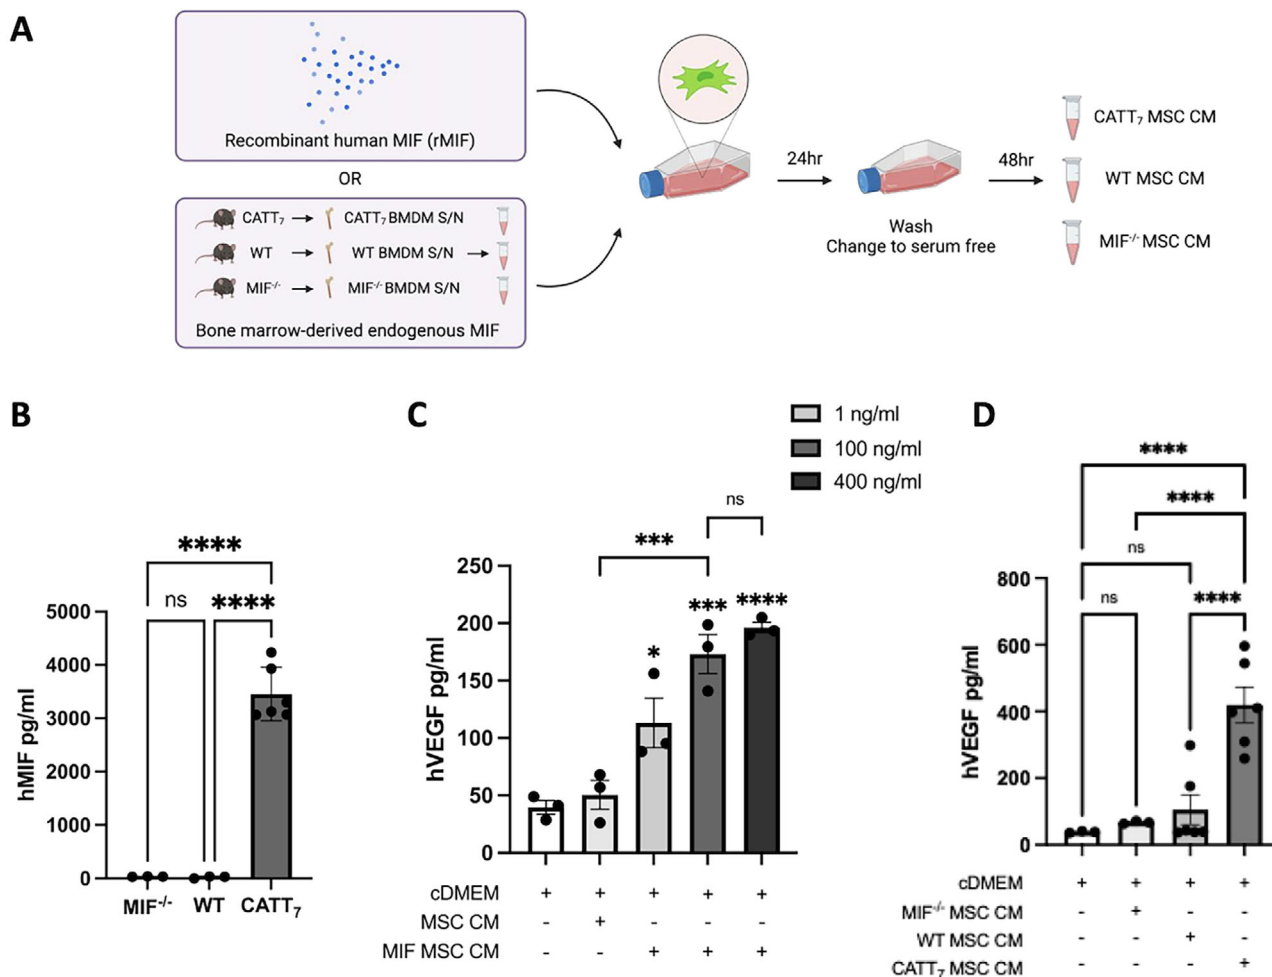 A
Recombinant human MIF (rMIF)
OR
CATT7 CATT7 BMDM S/N
WT WT BMDM S/N
MIF-/- MIF-/- BMDM S/N
Bone marrow-derived endogenous MIF
24hr
Wash
Change to serum free
48hr
CATT7 MSC CM
WT MSC CM
MIF-/- MSC CM
B
****
ns ****
hMIF pg/ml
5000
4000
3000
2000
1000
0
MIF-/- WT CATT7
C
1 ng/ml
100 ng/ml
400 ng/ml
ns
***
*** ****
*
hVEGF pg/ml
250
200
150
100
50
0
cDMEM + + + + +
MSC CM - + - - -
MIF MSC CM - - + + +
D
****
****
ns
ns ****
hVEGF pg/ml
800
600
400
200
0
cDMEM + + + +
MIF-/- MSC CM - + - -
WT MSC CM - - + -
CATT7 MSC CM - - - +